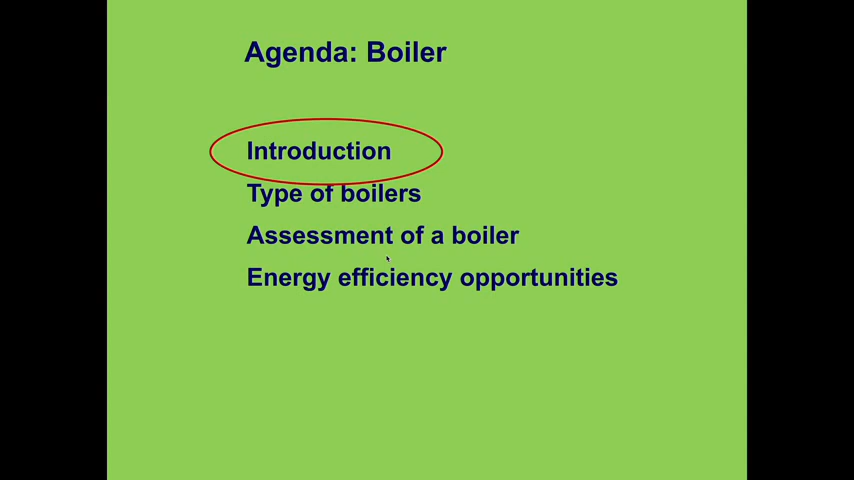 Agenda: Boiler
Introduction
Type of boilers
Assessment of a boiler
Energy efficiency opportunities